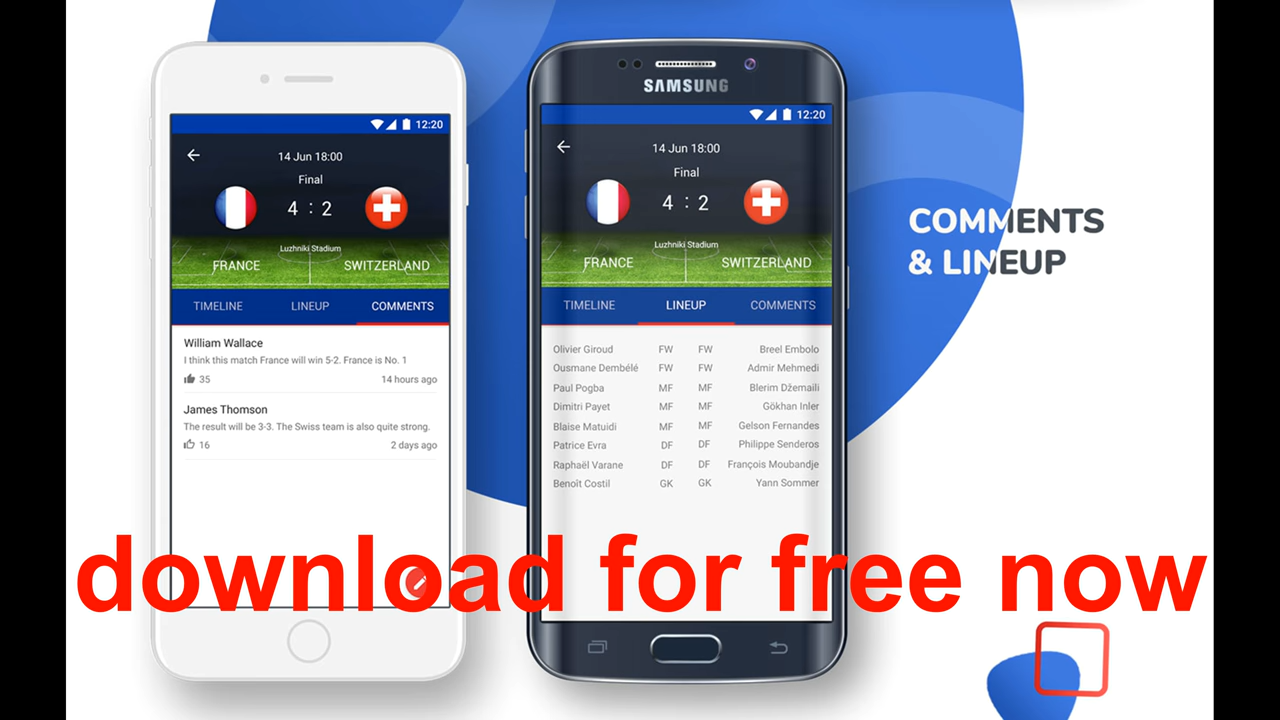 12:20
14 Jun 18:00
Final
4 : 2
Luzhniki Stadium
FRANCE SWITZERLAND
TIMELINE LINEUP COMMENTS
William Wallace
I think this match France will win 5-2. France is No. 1
35 14 hours ago
James Thomson
The result will be 3-3. The Swiss team is also quite strong.
16 2 days ago
SAMSUNG
12:20
14 Jun 18:00
Final
4 : 2
Luzhniki Stadium
FRANCE SWITZERLAND
TIMELINE LINEUP COMMENTS
Olivier Giroud FW FW Breel Embolo
Ousmane Dembélé FW FW Admir Mehmedi
Paul Pogba MF MF Blerim Džemaili
Dimitri Payet MF MF Gökhan Inler
Blaise Matuidi MF MF Gelson Fernandes
Patrice Evra DF DF Philippe Senderos
Raphaël Varane DF DF François Moubandje
Benoît Costil GK GK Yann Sommer
COMMENTS
& LINEUP
download for free now